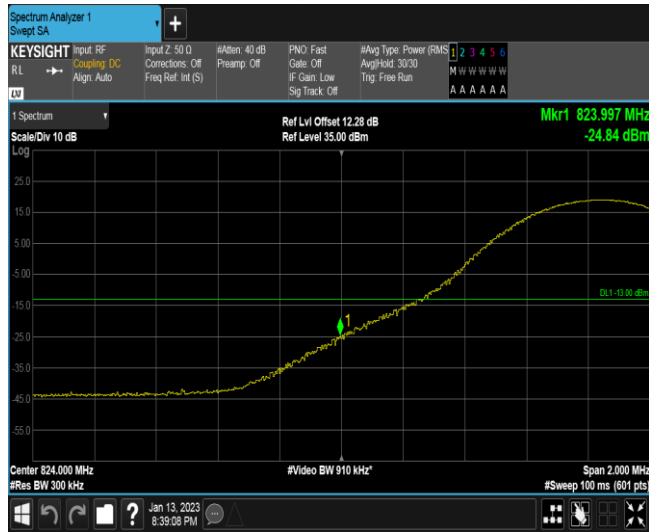 Spectrum Analyzer 1
Swept SA
+
KEYSIGHT
RL
LXI
Input: RF
Coupling: DC
Align: Auto
Input Z: 50 Ω
Corrections: Off
Freq Ref: Int (S)
#Atten: 40 dB
Preamp: Off
PNO: Fast
Gate: Off
IF Gain: Low
Sig Track: Off
#Avg Type: Power (RMS
Avg|Hold: 30/30
Trig: Free Run
1 2 3 4 5 6
M W W W W W
A A A A A A
1 Spectrum
Scale/Div 10 dB
Log
Ref Lvl Offset 12.28 dB
Ref Level 35.00 dBm
Mkr1 823.997 MHz
-24.84 dBm
25.0
15.0
5.00
-5.00
-15.0
-25.0
-35.0
-45.0
-55.0
DL1 -13.00 dBm
1
Center 824.000 MHz
#Res BW 300 kHz
#Video BW 910 kHz*
Span 2.000 MHz
#Sweep 100 ms (601 pts)
?
Jan 13, 2023
8:39:08 PM